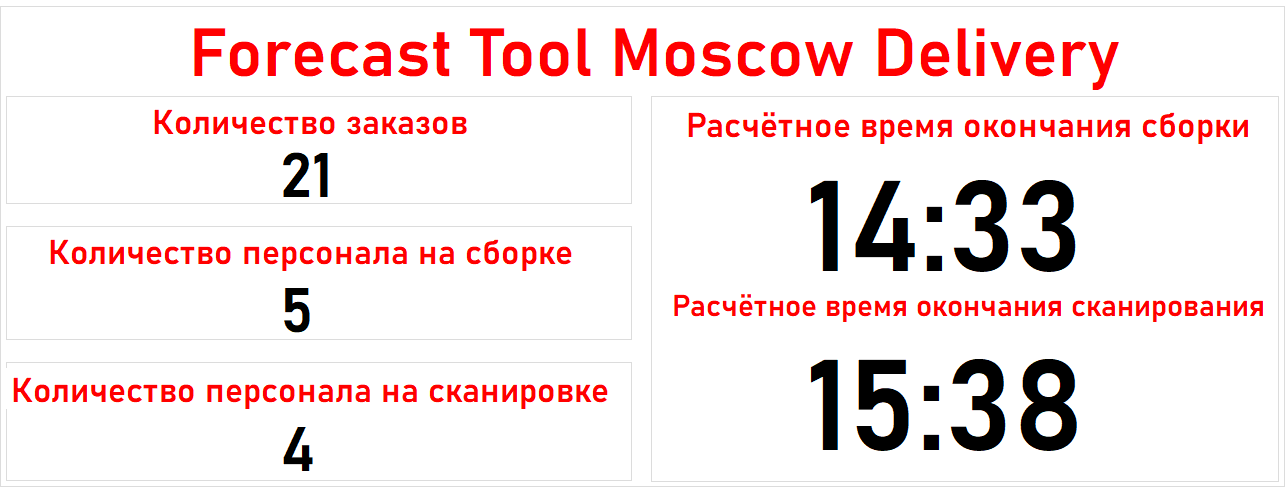 Forecast Tool Moscow Delivery
Количество заказов
21
Количество персонала на сборке
5
Количество персонала на сканировке
4
Расчётное время окончания сборки
14:33
Расчётное время окончания сканирования
15:38